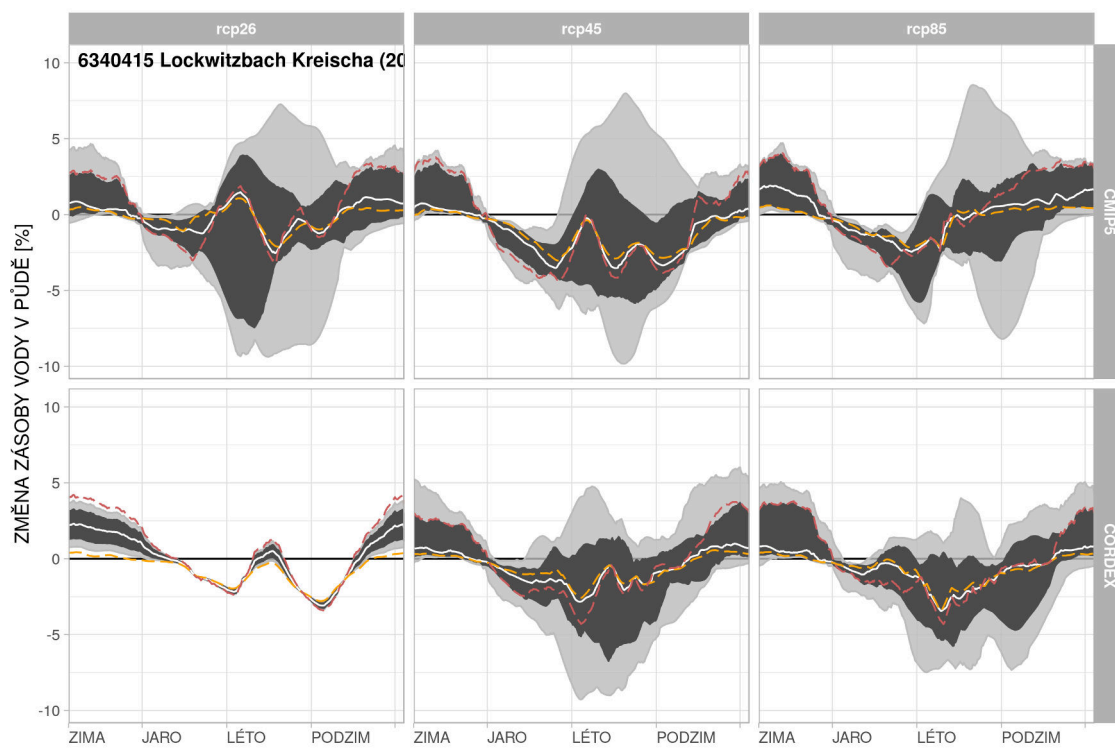 rcp26 rcp45 rcp85
6340415 Lockwitzbach Kreischa (20
ZMĚNA ZÁSOBY VODY V PŮDĚ [%]
10
5
0
-5
-10
CMIP5
10
5
0
-5
-10
CORDEX
ZIMA JARO LÉTO PODZIM ZIMA JARO LÉTO PODZIM ZIMA JARO LÉTO PODZIM